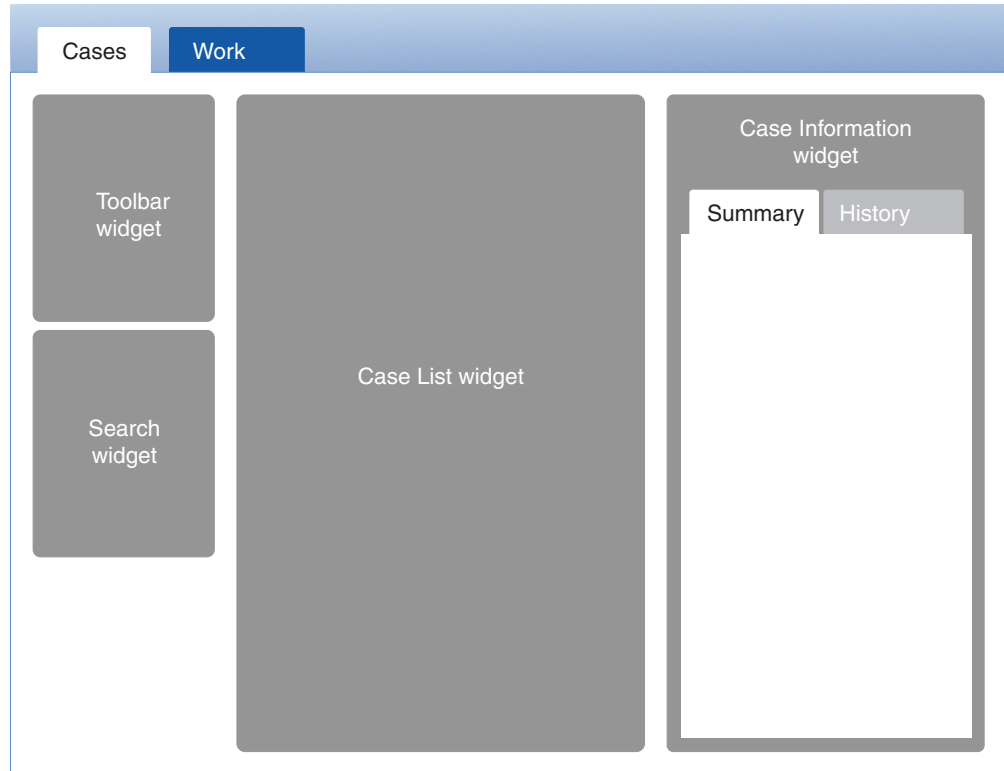 Cases
Work
Toolbar
widget
Search
widget
Case List widget
Case Information
widget
Summary
History